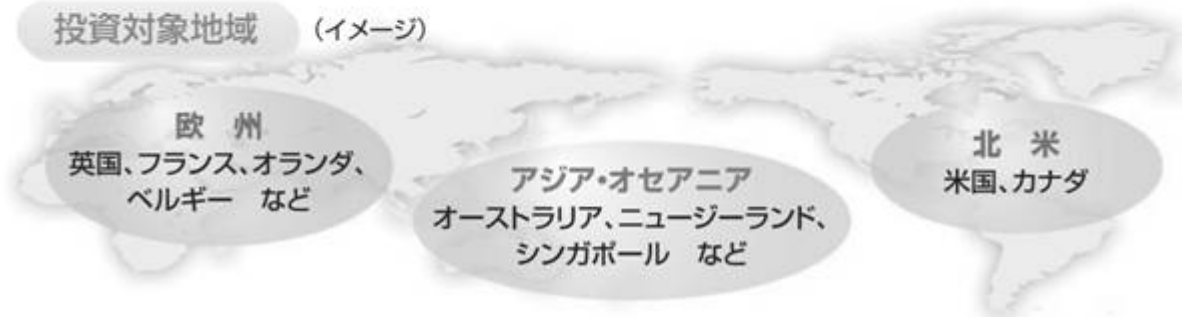 投資対象地域 （イメージ）
欧 州
英国、フランス、オランダ、
ベルギー など
アジア・オセアニア
オーストラリア、ニュージーランド、
シンガポール など
北 米
米国、カナダ